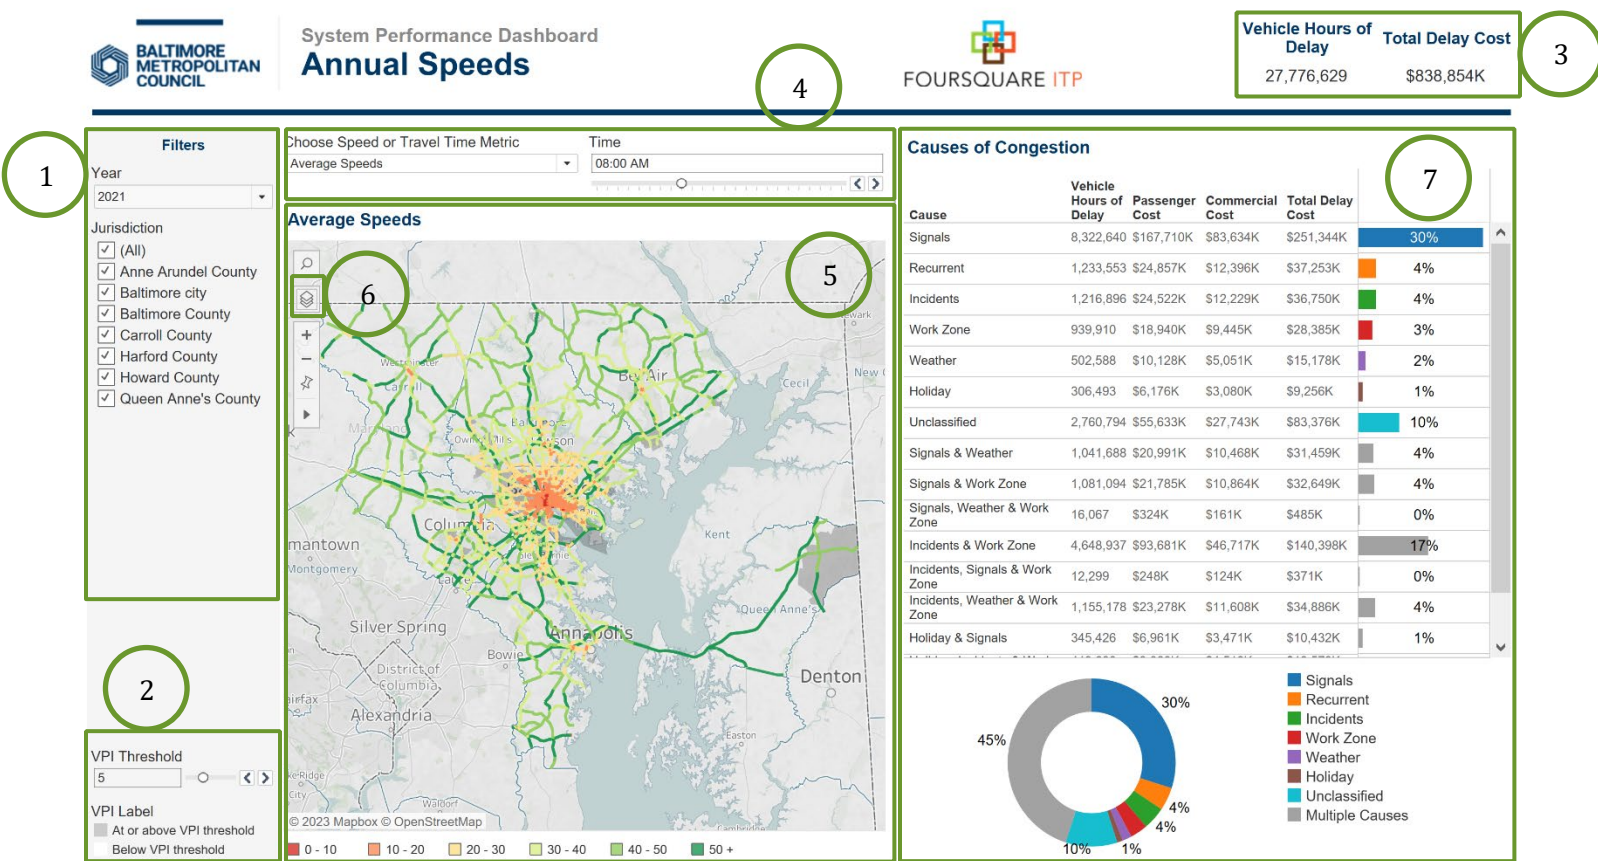 BALTIMORE
METROPOLITAN
COUNCIL
System Performance Dashboard
Annual Speeds
FOURSQUARE ITP
Vehicle Hours of Delay
27,776,629
Total Delay Cost
$838,854K
3
4
1
Filters
Year
2021
Jurisdiction
(All)
Anne Arundel County
Baltimore city
Baltimore County
Carroll County
Harford County
Howard County
Queen Anne's County
2
VPI Threshold
5
VPI Label
At or above VPI threshold
Below VPI threshold
Choose Speed or Travel Time Metric
Average Speeds
Time
08:00 AM
Average Speeds
5
6
Westminster
Carroll
Bel Air
Cecil
New
Columbia
Kent
Montgomery
Silver Spring
Queen Anne's
Annapolis
Bowie
District of
Columbia
Denton
Alexandria
Easton
City
Waldorf
Cambridge
© 2023 Mapbox © OpenStreetMap
0 - 10
10 - 20
20 - 30
30 - 40
40 - 50
50 +
Causes of Congestion
7
Cause Vehicle Hours of Delay Passenger Cost Commercial Cost Total Delay Cost
Signals 8,322,640 $167,710K $83,634K $251,344K 30%
Recurrent 1,233,553 $24,857K $12,396K $37,253K 4%
Incidents 1,216,896 $24,522K $12,229K $36,750K 4%
Work Zone 939,910 $18,940K $9,445K $28,385K 3%
Weather 502,588 $10,128K $5,051K $15,178K 2%
Holiday 306,493 $6,176K $3,080K $9,256K 1%
Unclassified 2,760,794 $55,633K $27,743K $83,376K 10%
Signals & Weather 1,041,688 $20,991K $10,468K $31,459K 4%
Signals & Work Zone 1,081,094 $21,785K $10,864K $32,649K 4%
Signals, Weather & Work Zone 16,067 $324K $161K $485K 0%
Incidents & Work Zone 4,648,937 $93,681K $46,717K $140,398K 17%
Incidents, Signals & Work Zone 12,299 $248K $124K $371K 0%
Incidents, Weather & Work Zone 1,155,178 $23,278K $11,608K $34,886K 4%
Holiday & Signals 345,426 $6,961K $3,471K $10,432K 1%
30%
45%
4%
4%
10%
1%
Signals
Recurrent
Incidents
Work Zone
Weather
Holiday
Unclassified
Multiple Causes